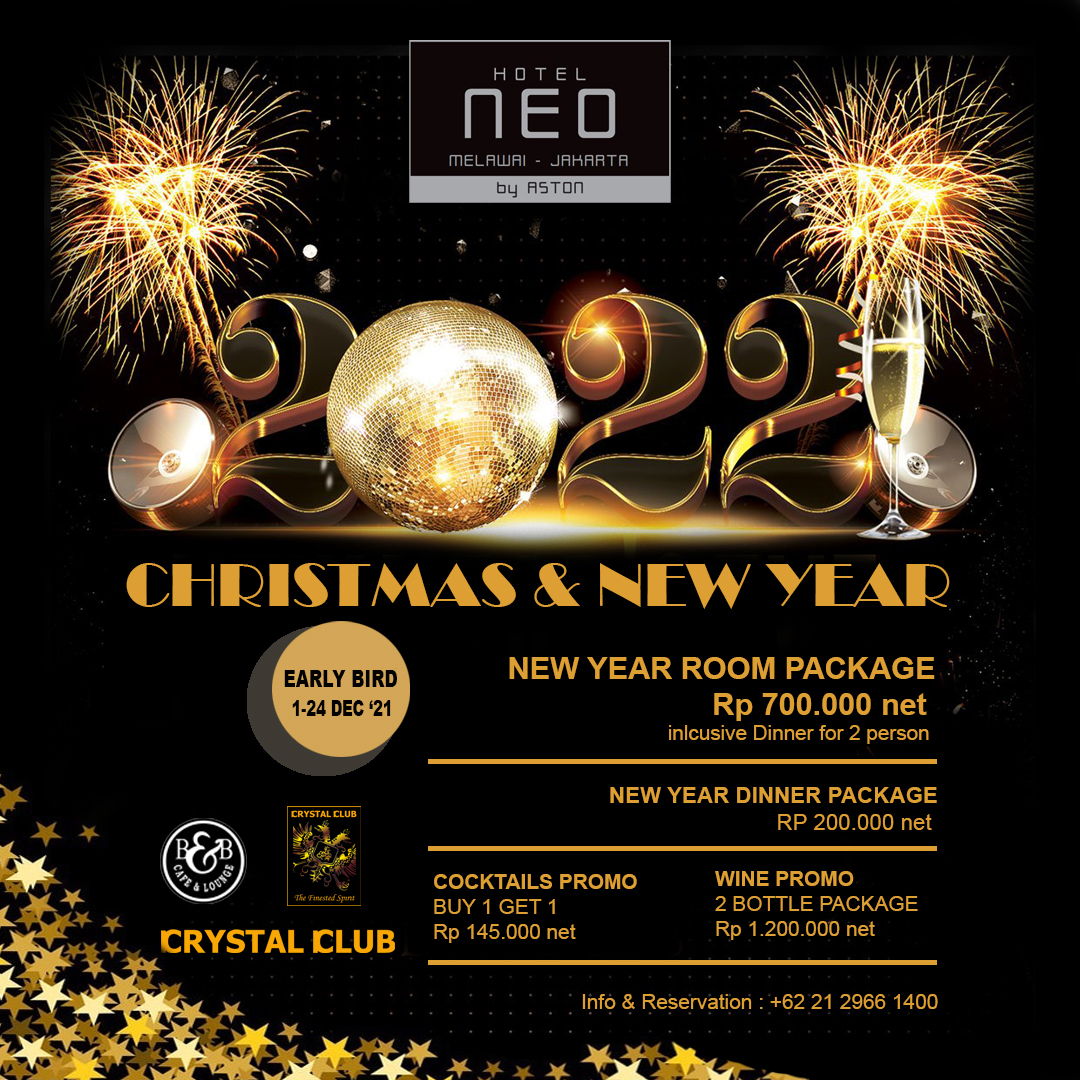 HOTEL
NEO
MELAWAI - JAKARTA
by ASTON
2022
CHRISTMAS & NEW YEAR
EARLY BIRD
1-24 DEC ‘21
NEW YEAR ROOM PACKAGE
Rp 700.000 net
inlcusive Dinner for 2 person
NEW YEAR DINNER PACKAGE
RP 200.000 net
COCKTAILS PROMO
BUY 1 GET 1
Rp 145.000 net
WINE PROMO
2 BOTTLE PACKAGE
Rp 1.200.000 net
B&B
CAFE & LOUNGE
CRYSTAL CLUB
The Finested Spirit
CRYSTAL CLUB
Info & Reservation : +62 21 2966 1400